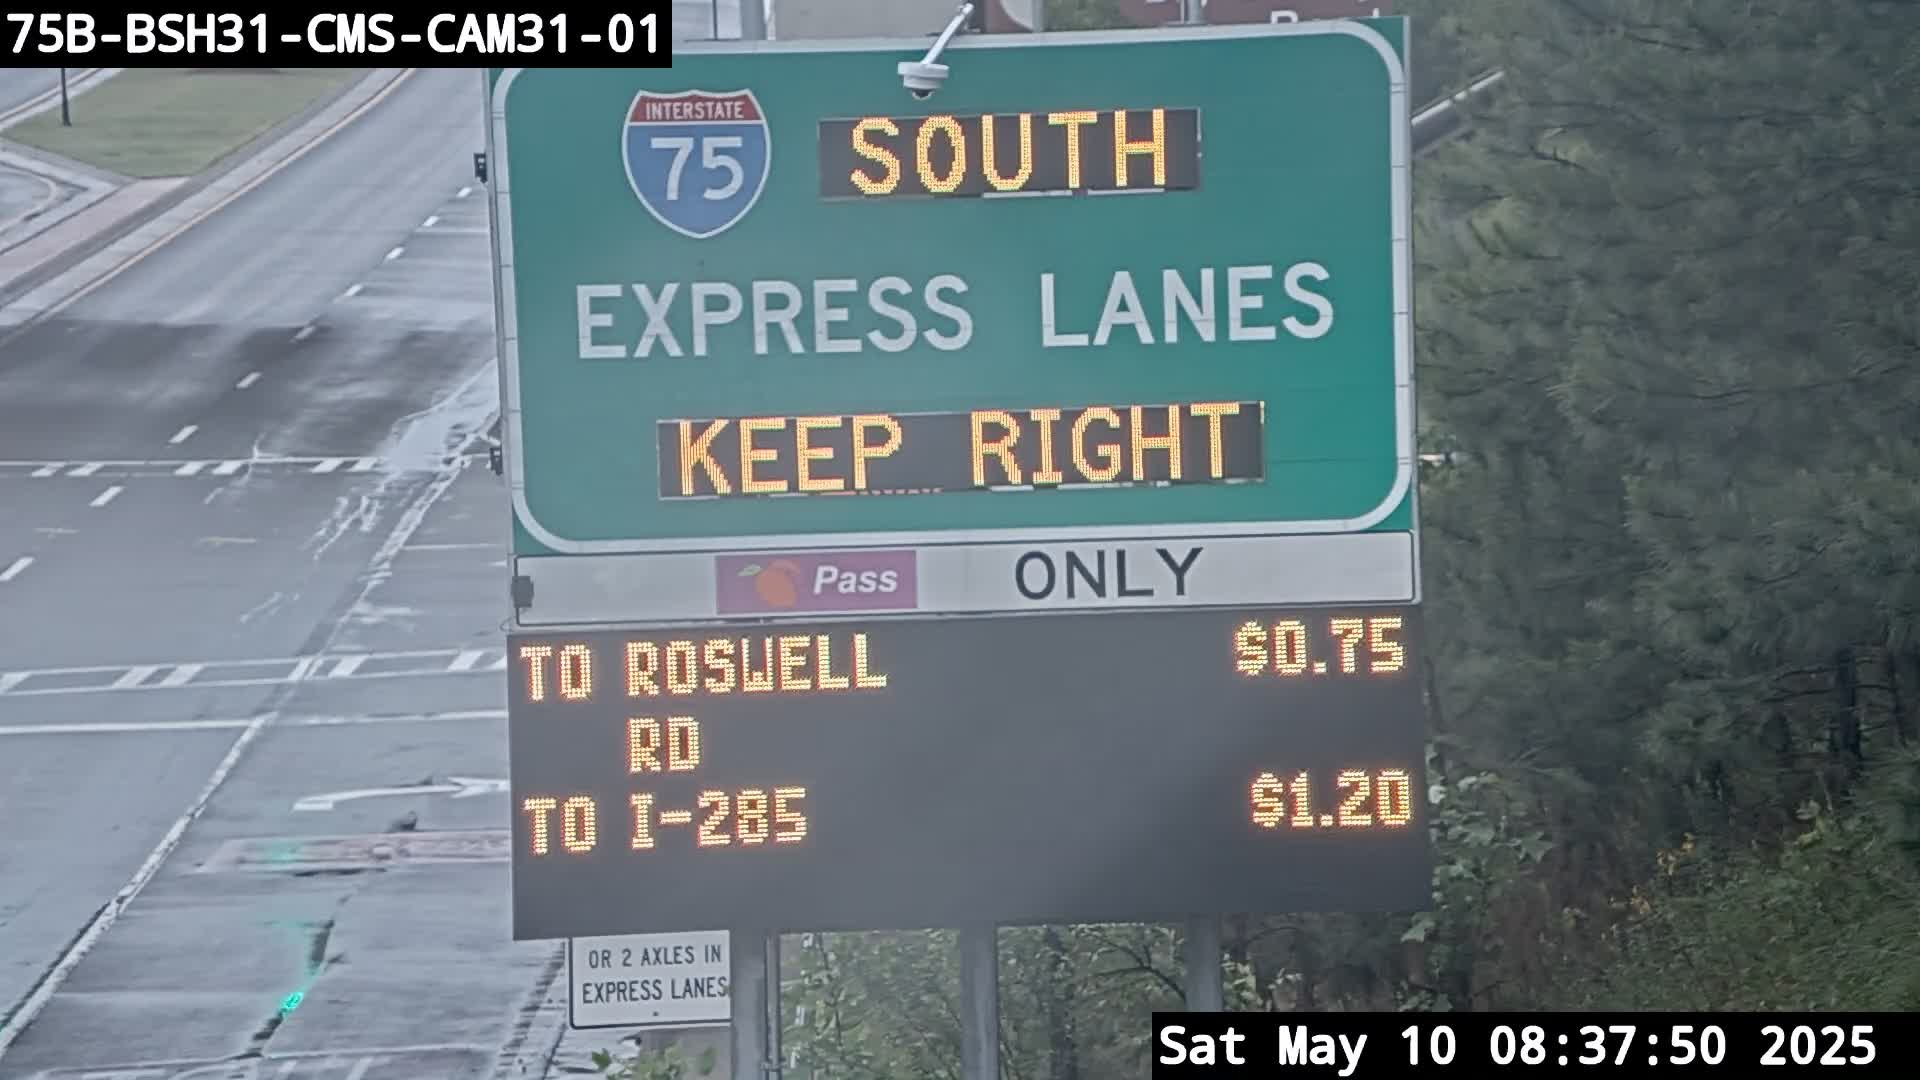 75B-BSH31-CMS-CAM31-01
INTERSTATE
75
SOUTH
EXPRESS LANES
KEEP RIGHT
Pass
ONLY
TO ROSWELL $0.75
RD
TO I-285 $1.20
OR 2 AXLES IN
EXPRESS LANES
Sat May 10 08:37:50 2025